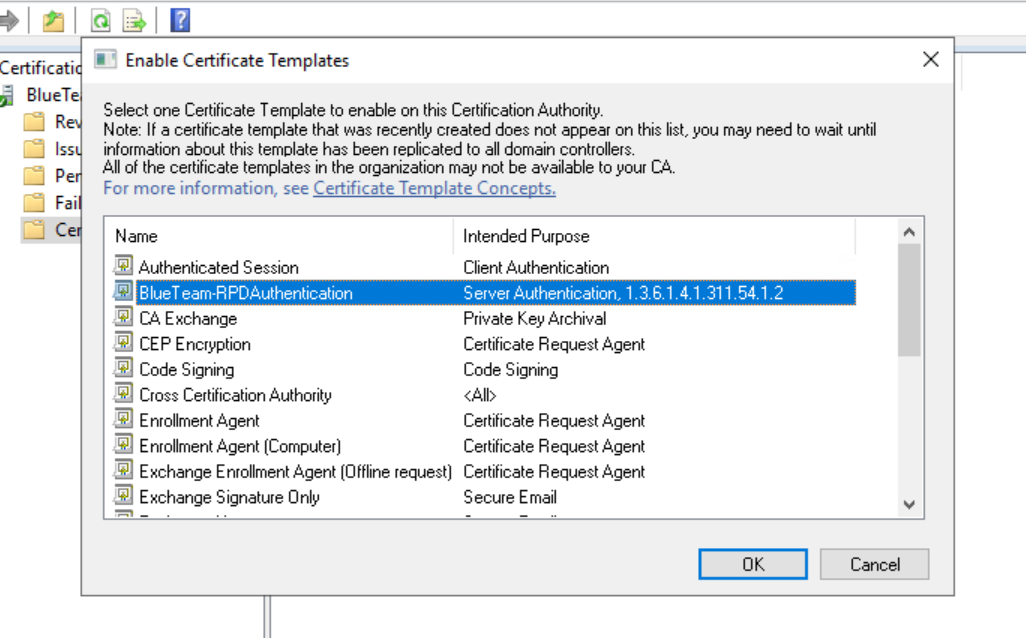 Enable Certificate Templates
Certificatio
BlueTe
Rev
Issu
Per
Fail
Cer
Select one Certificate Template to enable on this Certification Authority.
Note: If a certificate template that was recently created does not appear on this list, you may need to wait until
information about this template has been replicated to all domain controllers.
All of the certificate templates in the organization may not be available to your CA.
For more information, see Certificate Template Concepts.
Name Intended Purpose
Authenticated Session Client Authentication
BlueTeam-RPDAuthentication Server Authentication, 1.3.6.1.4.1.311.54.1.2
CA Exchange Private Key Archival
CEP Encryption Certificate Request Agent
Code Signing Code Signing
Cross Certification Authority <All>
Enrollment Agent Certificate Request Agent
Enrollment Agent (Computer) Certificate Request Agent
Exchange Enrollment Agent (Offline request) Certificate Request Agent
Exchange Signature Only Secure Email
OK Cancel